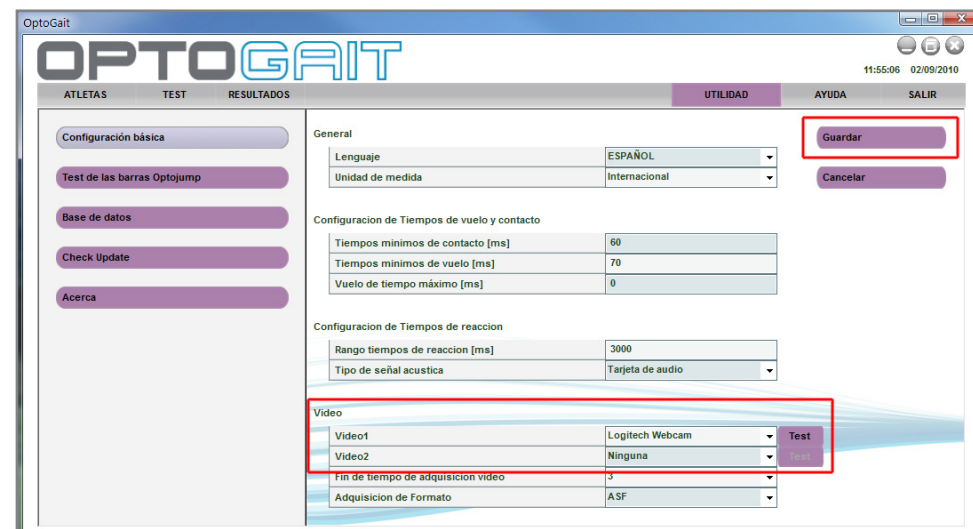 OptoGait
OPTOGAIT
11:55:06 02/09/2010
ATLETAS TEST RESULTADOS UTILIDAD AYUDA SALIR
Configuración básica
Test de las barras Optojump
Base de datos
Check Update
Acerca
General
Lenguaje ESPAÑOL
Unidad de medida Internacional
Configuracion de Tiempos de vuelo y contacto
Tiempos minimos de contacto [ms] 60
Tiempos minimos de vuelo [ms] 70
Vuelo de tiempo máximo [ms] 0
Configuracion de Tiempos de reaccion
Rango tiempos de reaccion [ms] 3000
Tipo de señal acustica Tarjeta de audio
Video
Video1 Logitech Webcam Test
Video2 Ninguna Test
Fin de tiempo de adquisicion video 3
Adquisicion de Formato ASF
Guardar
Cancelar